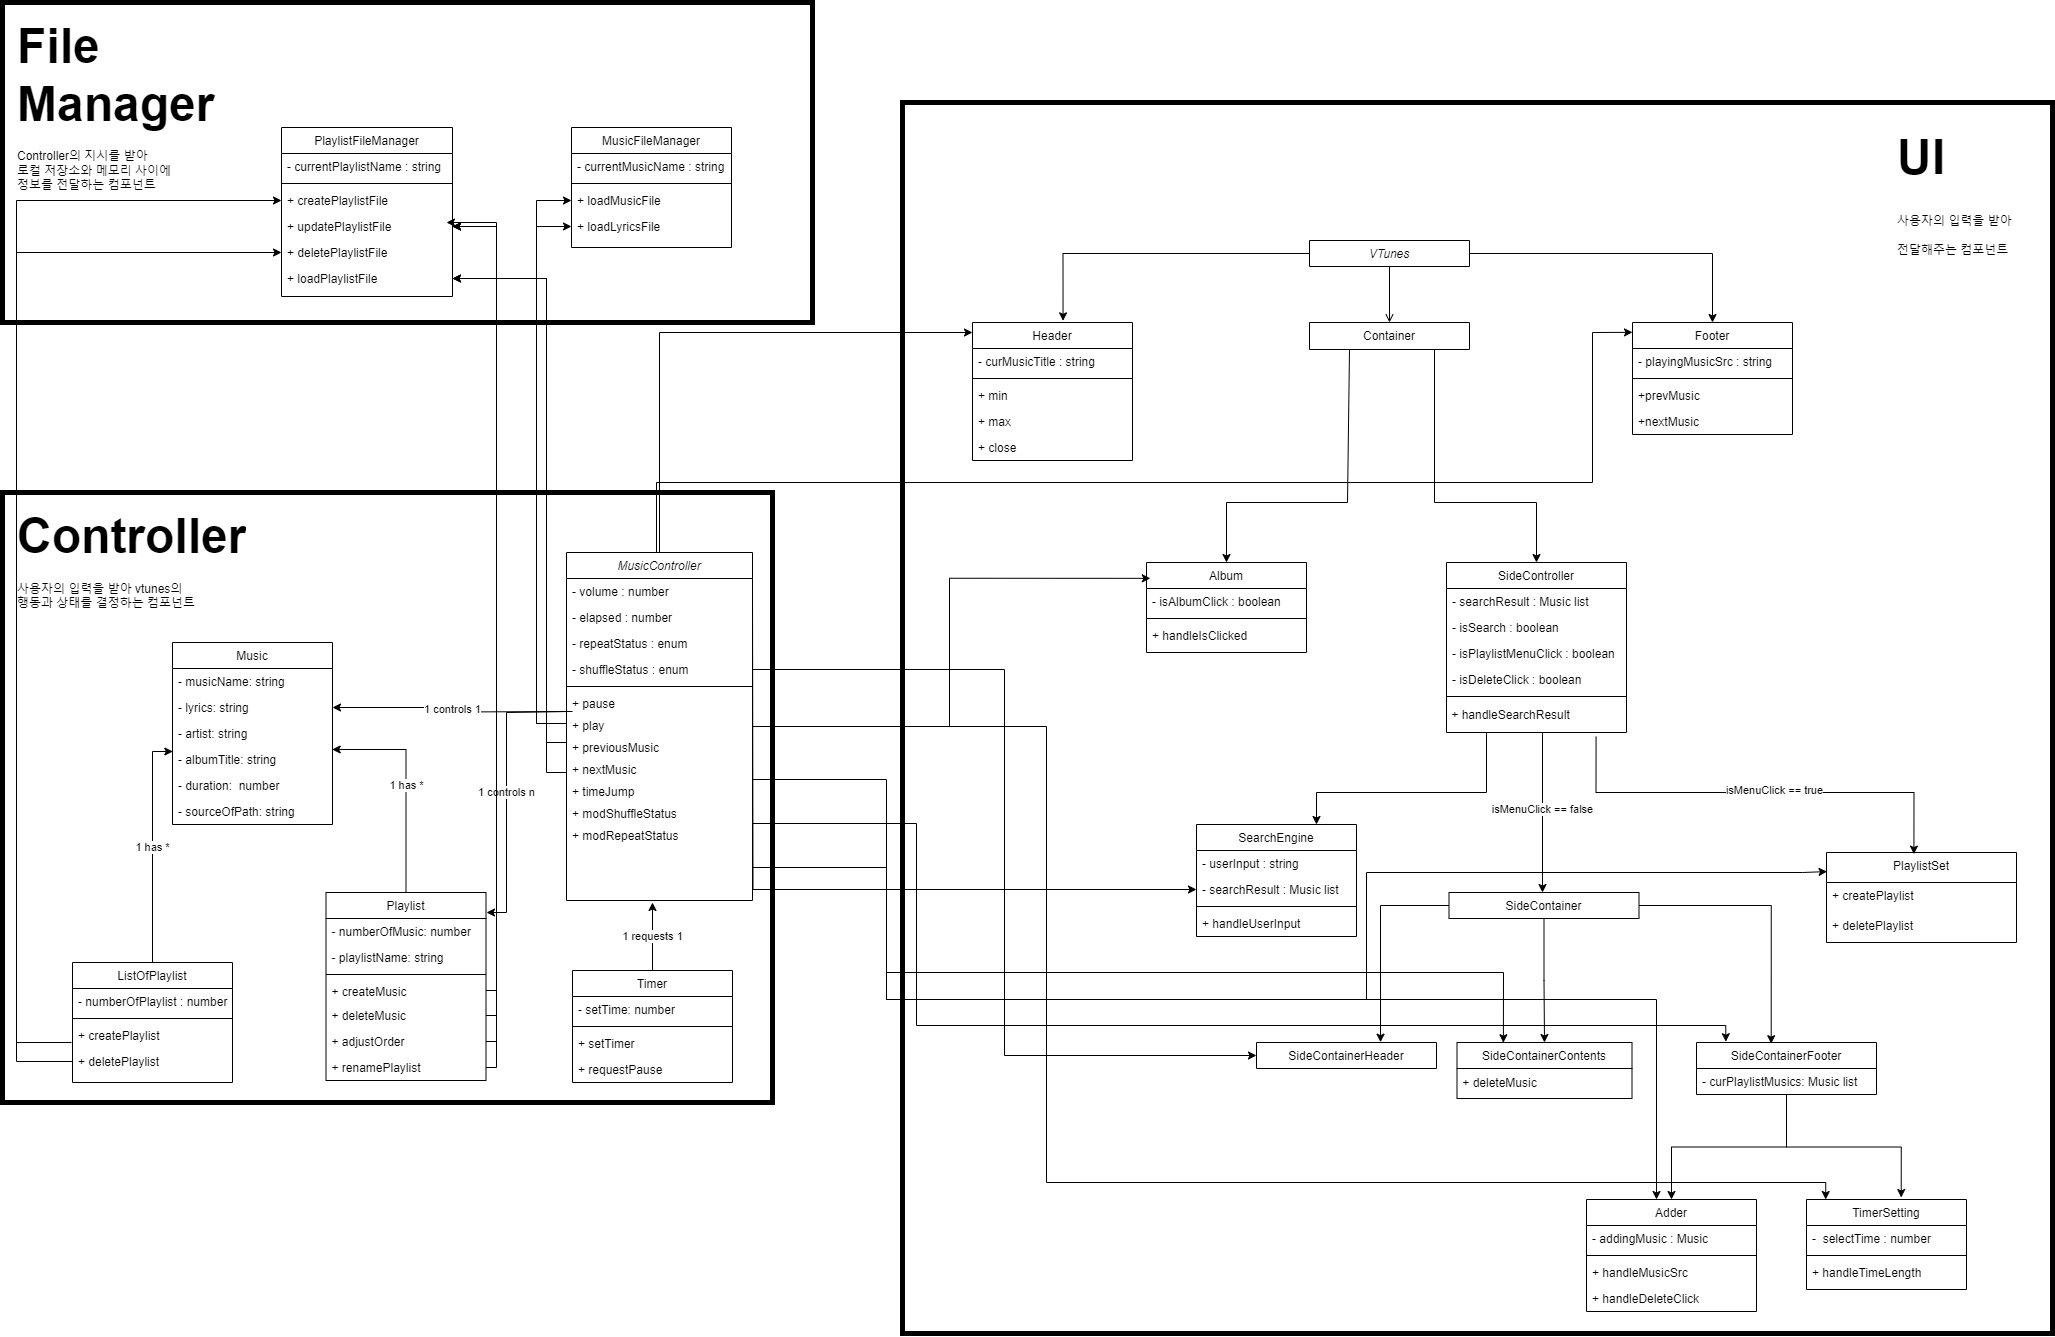 File
Manager
Controller의 지시를 받아
로컬 저장소와 메모리 사이에
정보를 전달하는 컴포넌트
PlaylistFileManager
- currentPlaylistName : string
+ createPlaylistFile
+ updatePlaylistFile
+ deletePlaylistFile
+ loadPlaylistFile
MusicFileManager
- currentMusicName : string
+ loadMusicFile
+ loadLyricsFile
Controller
사용자의 입력을 받아 vtunes의
행동과 상태를 결정하는 컴포넌트
Music
- musicName: string
- lyrics: string
- artist: string
- albumTitle: string
- duration:  number
- sourceOfPath: string
1 controls 1
1 has *
1 has *
1 controls n
MusicController
- volume : number
- elapsed : number
- repeatStatus : enum
- shuffleStatus : enum
+ pause
+ play
+ previousMusic
+ nextMusic
+ timeJump
+ modShuffleStatus
+ modRepeatStatus
1 requests 1
ListOfPlaylist
- numberOfPlaylist : number
+ createPlaylist
+ deletePlaylist
Playlist
- numberOfMusic: number
- playlistName: string
+ createMusic
+ deleteMusic
+ adjustOrder
+ renamePlaylist
Timer
- setTime: number
+ setTimer
+ requestPause
UI
사용자의 입력을 받아
전달해주는 컴포넌트
VTunes
Header
- curMusicTitle : string
+ min
+ max
+ close
Container
Footer
- playingMusicSrc : string
+prevMusic
+nextMusic
Album
- isAlbumClick : boolean
+ handleIsClicked
SideController
- searchResult : Music list
- isSearch : boolean
- isPlaylistMenuClick : boolean
- isDeleteClick : boolean
+ handleSearchResult
isMenuClick == true
isMenuClick == false
SearchEngine
- userInput : string
- searchResult : Music list
+ handleUserInput
SideContainer
PlaylistSet
+ createPlaylist
+ deletePlaylist
SideContainerHeader
SideContainerContents
+ deleteMusic
SideContainerFooter
- curPlaylistMusics: Music list
Adder
- addingMusic : Music
+ handleMusicSrc
+ handleDeleteClick
TimerSetting
-  selectTime : number
+ handleTimeLength